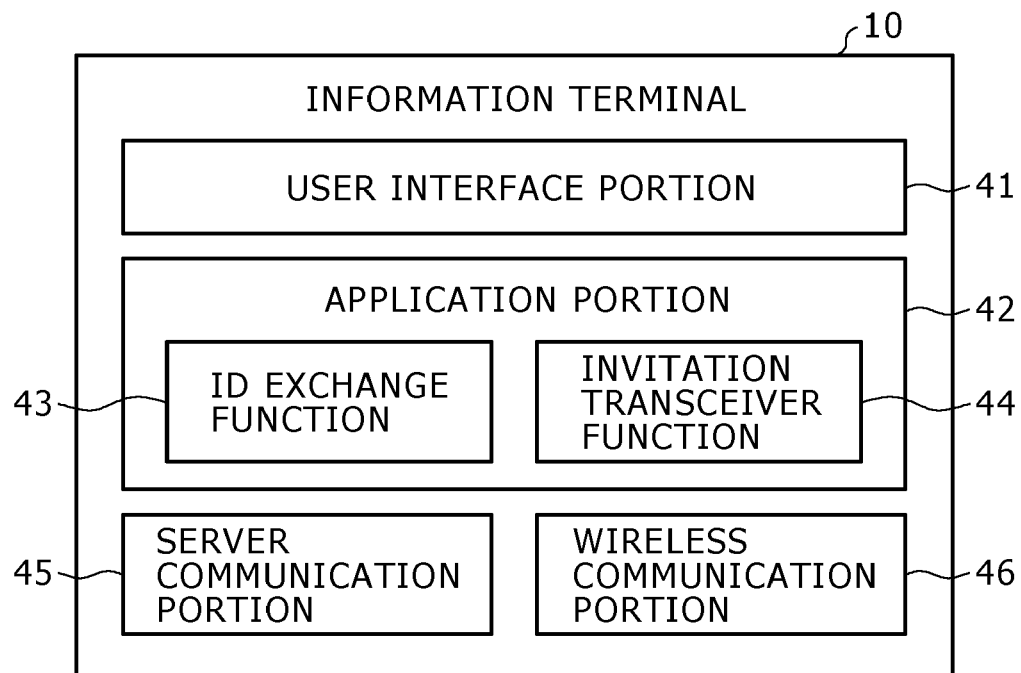 10
INFORMATION TERMINAL
USER INTERFACE PORTION
41
APPLICATION PORTION
42
43
ID EXCHANGE
FUNCTION
INVITATION
TRANSCEIVER
FUNCTION
44
45
SERVER
COMMUNICATION
PORTION
WIRELESS
COMMUNICATION
PORTION
46